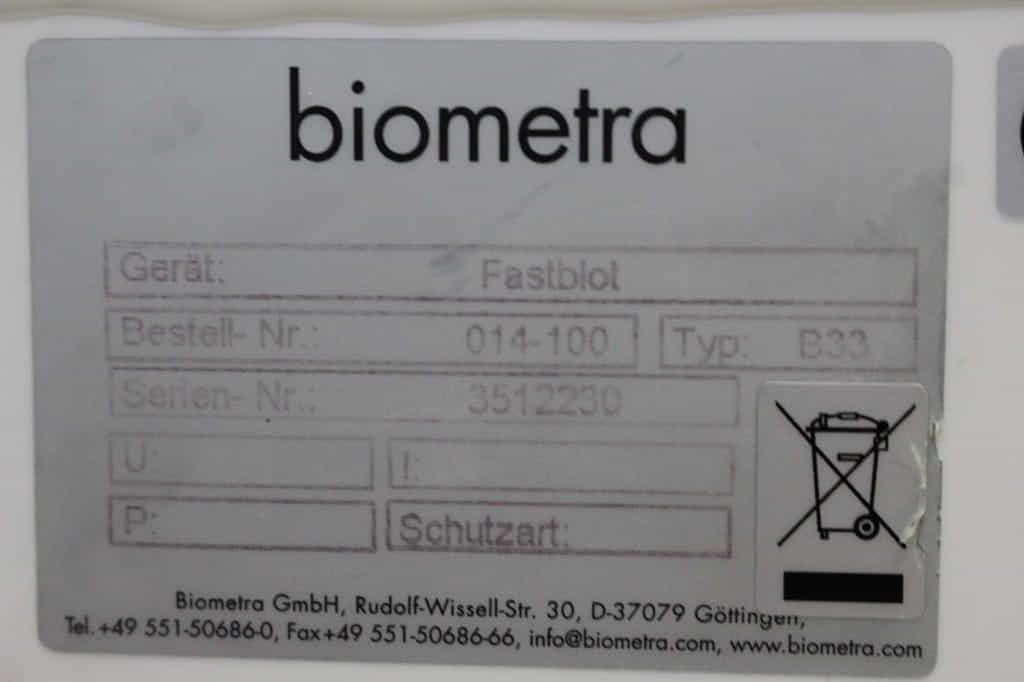 biometra
Gerät: Fastblot
Bestell- Nr.: 014-100 Typ: B33
Serien- Nr.: 3512230
U: I:
P: Schutzart:
Biometra GmbH, Rudolf-Wissell-Str. 30, D-37079 Göttingen,
Tel.+49 551-50686-0, Fax+49 551-50686-66, info@biometra.com, www.biometra.com